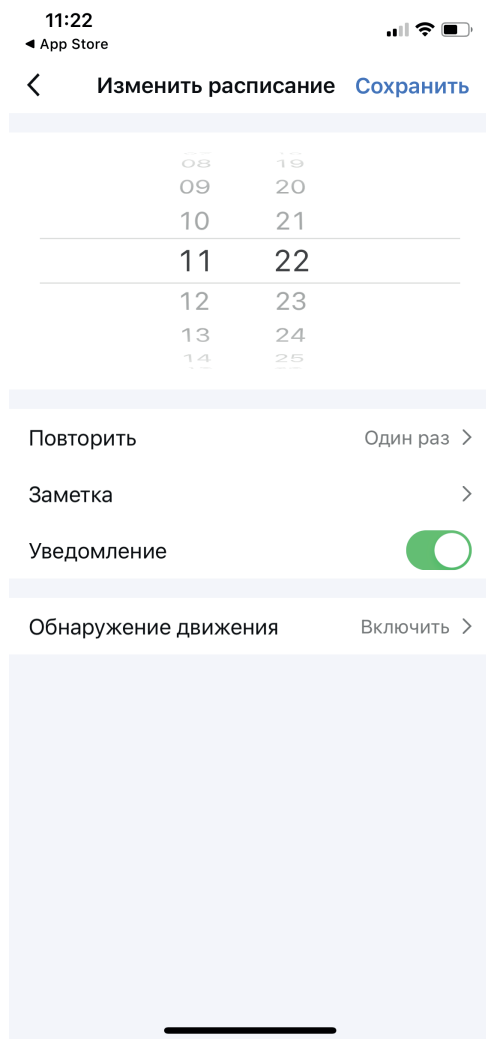 11:22
◀ App Store
Изменить расписание Сохранить
08 19
09 20
10 21
11 22
12 23
13 24
14 25
Повторить Один раз
Заметка
Уведомление
Обнаружение движения Включить